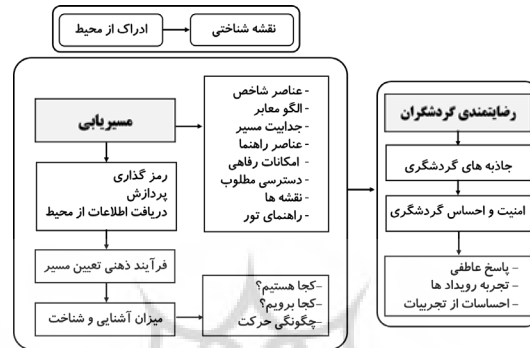 ادراک از محیط
نقشه شناختی
مسیریابی
رمز گذاری
پردازش
دریافت اطلاعات از محیط
فرآیند ذهنی تعیین مسیر
میزان آشنایی و شناخت
- عناصر شاخص
- الگو معابر
- جدابیت مسیر
- عناصر راهنما
- امکانات رفاهی
- دسترسی مطلوب
- نقشه ها
- راهنمای تور
–کجا هستیم؟
–کجا برویم؟
–چگونگی حرکت
رضایتمندی گردشگران
جاذبه های گردشگری
امنیت و احساس گردشگری
– پاسخ عاطفی
– تجربه رویداد ها
– احساسات از تجربیات